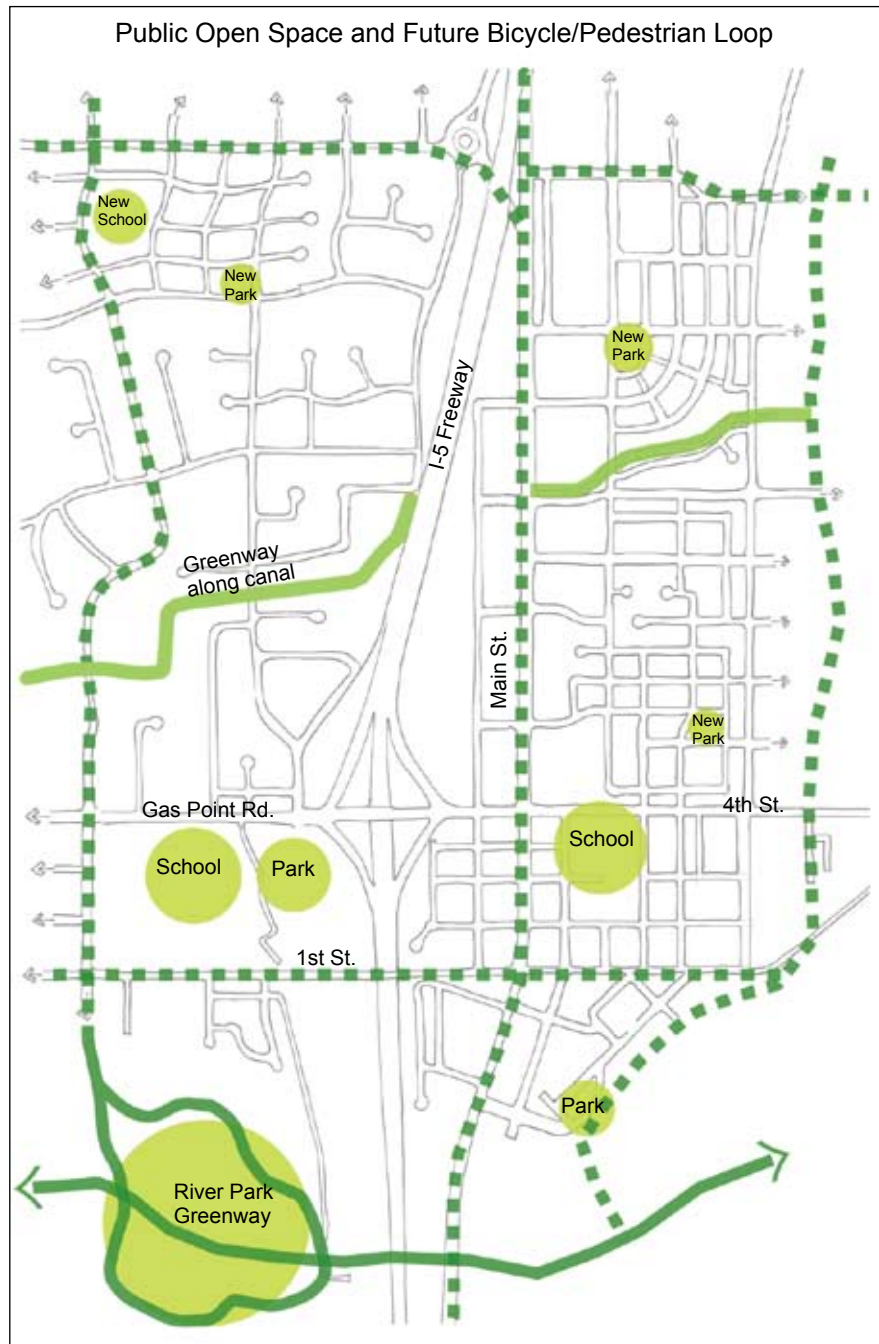 Public Open Space and Future Bicycle/Pedestrian Loop
New
School
New
Park
New
Park
I-5 Freeway
Greenway
along canal
Main St.
New
Park
Gas Point Rd.
4th St.
School
Park
School
1st St.
Park
River Park
Greenway